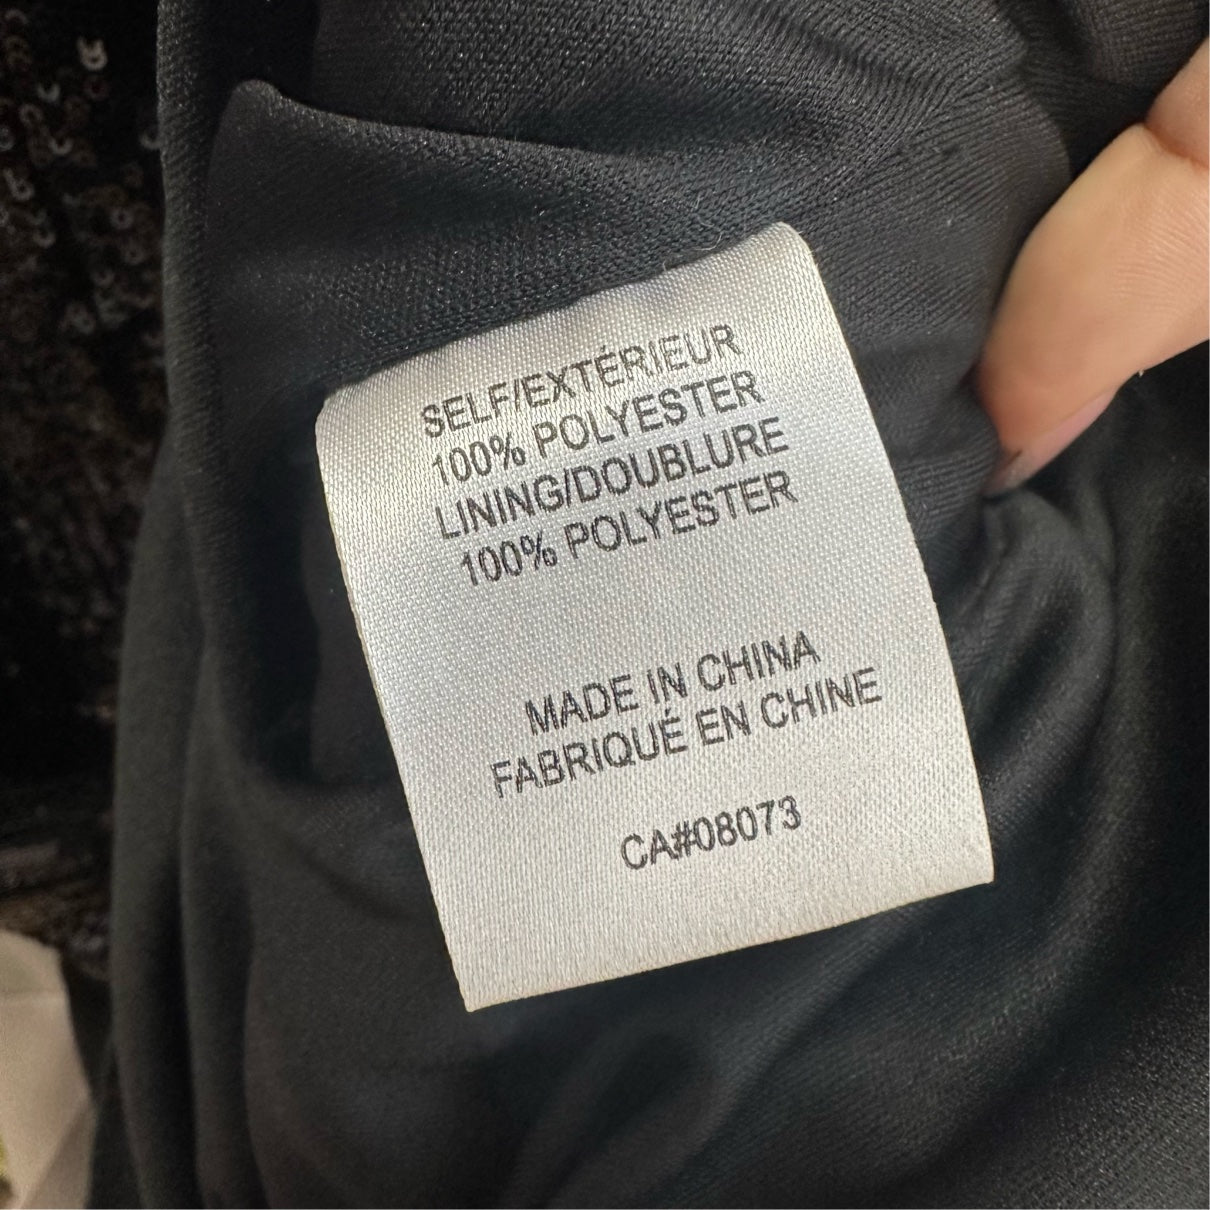 SELF/EXTÉRIEUR
100% POLYESTER
LINING/DOUBLURE
100% POLYESTER
MADE IN CHINA
FABRIQUÉ EN CHINE
CA#08073